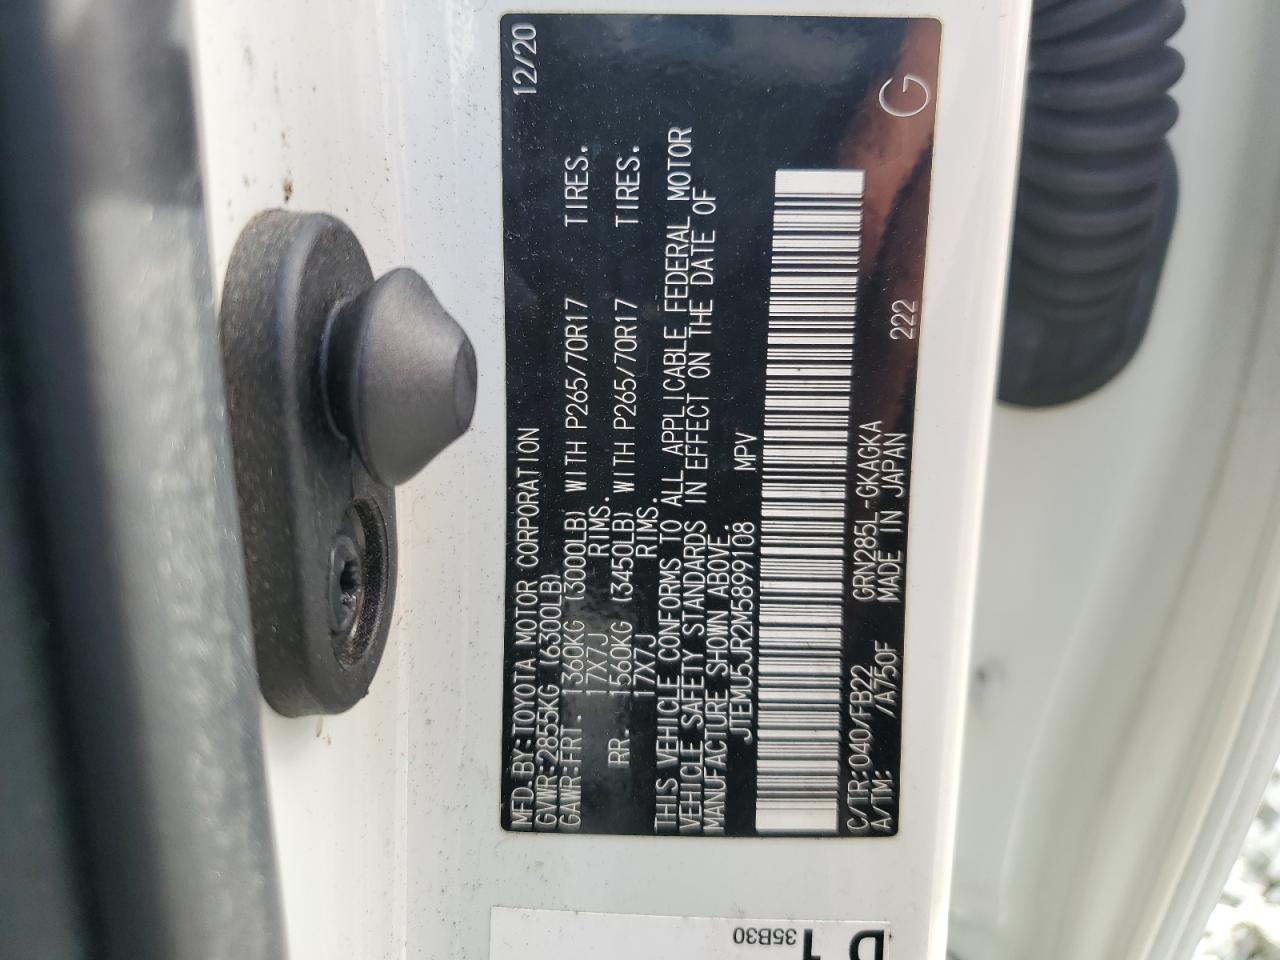 MFD. BY: TOYOTA MOTOR CORPORATION 12/20
GVWR: 2855KG (6300LB)
GAWR: FRT. 1360KG (3000LB) WITH P265/70R17 TIRES.
17X7J RIMS.
RR. 1560KG (3450LB) WITH P265/70R17 TIRES.
17X7J RIMS.
THIS VEHICLE CONFORMS TO ALL APPLICABLE FEDERAL MOTOR
VEHICLE SAFETY STANDARDS IN EFFECT ON THE DATE OF
MANUFACTURE SHOWN ABOVE.
JTEMU5JR2M5899108 MPV
C/TR: 040/FB22 GRN285L-GKAGKA
A/TM: /A750F MADE IN JAPAN 222 G
35B30